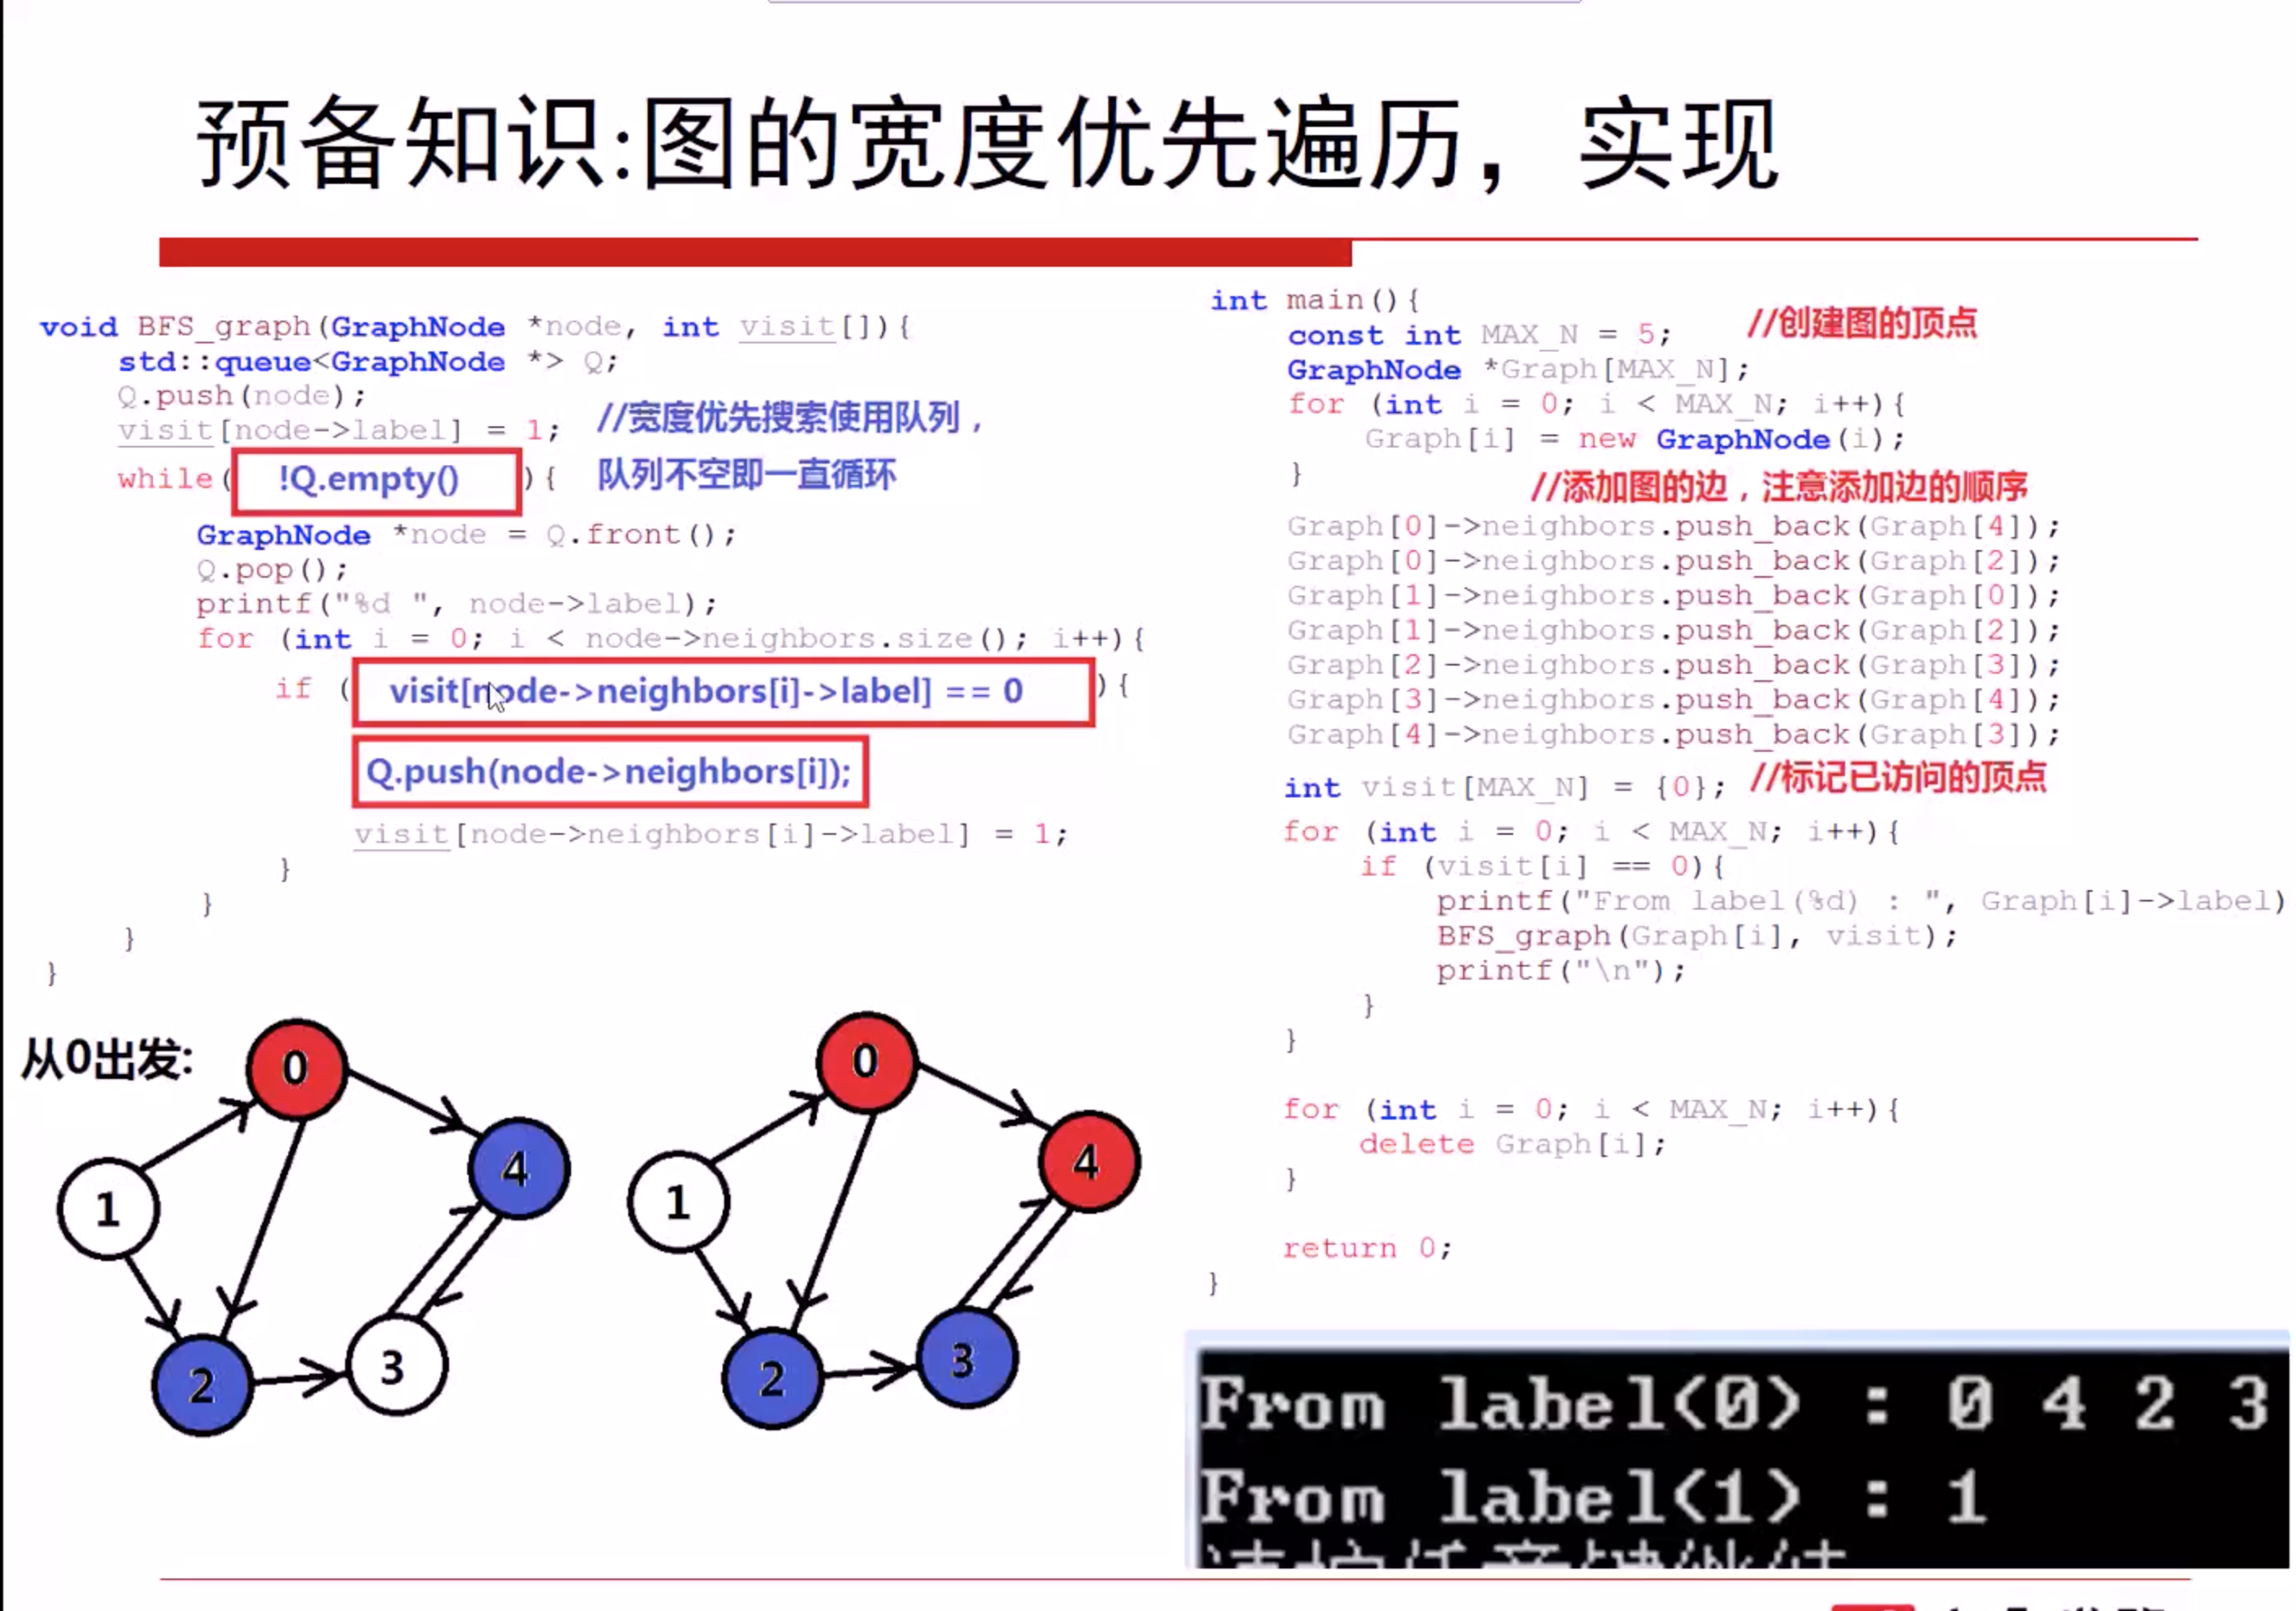 预备知识:图的宽度优先遍历，实现
void BFS_graph(GraphNode *node, int visit[]){
    std::queue<GraphNode *> Q;
    Q.push(node);
    visit[node->label] = 1;
//宽度优先搜索使用队列，
    while( !Q.empty() ){
队列不空即一直循环
        GraphNode *node = Q.front();
        Q.pop();
        printf("%d ", node->label);
        for (int i = 0; i < node->neighbors.size(); i++){
            if ( visit[node->neighbors[i]->label] == 0 ){
                Q.push(node->neighbors[i]);
                visit[node->neighbors[i]->label] = 1;
            }
        }
    }
}
从0出发:
0
4
1
2
3
0
4
1
2
3
int main(){
//创建图的顶点
    const int MAX_N = 5;
    GraphNode *Graph[MAX_N];
    for (int i = 0; i < MAX_N; i++){
        Graph[i] = new GraphNode(i);
    }
//添加图的边，注意添加边的顺序
    Graph[0]->neighbors.push_back(Graph[4]);
    Graph[0]->neighbors.push_back(Graph[2]);
    Graph[1]->neighbors.push_back(Graph[0]);
    Graph[1]->neighbors.push_back(Graph[2]);
    Graph[2]->neighbors.push_back(Graph[3]);
    Graph[3]->neighbors.push_back(Graph[4]);
    Graph[4]->neighbors.push_back(Graph[3]);
    int visit[MAX_N] = {0}; //标记已访问的顶点
    for (int i = 0; i < MAX_N; i++){
        if (visit[i] == 0){
            printf("From label(%d) : ", Graph[i]->label)
            BFS_graph(Graph[i], visit);
            printf("\n");
        }
    }
    for (int i = 0; i < MAX_N; i++){
        delete Graph[i];
    }
    return 0;
}
From label(0) : 0 4 2 3
From label(1) : 1